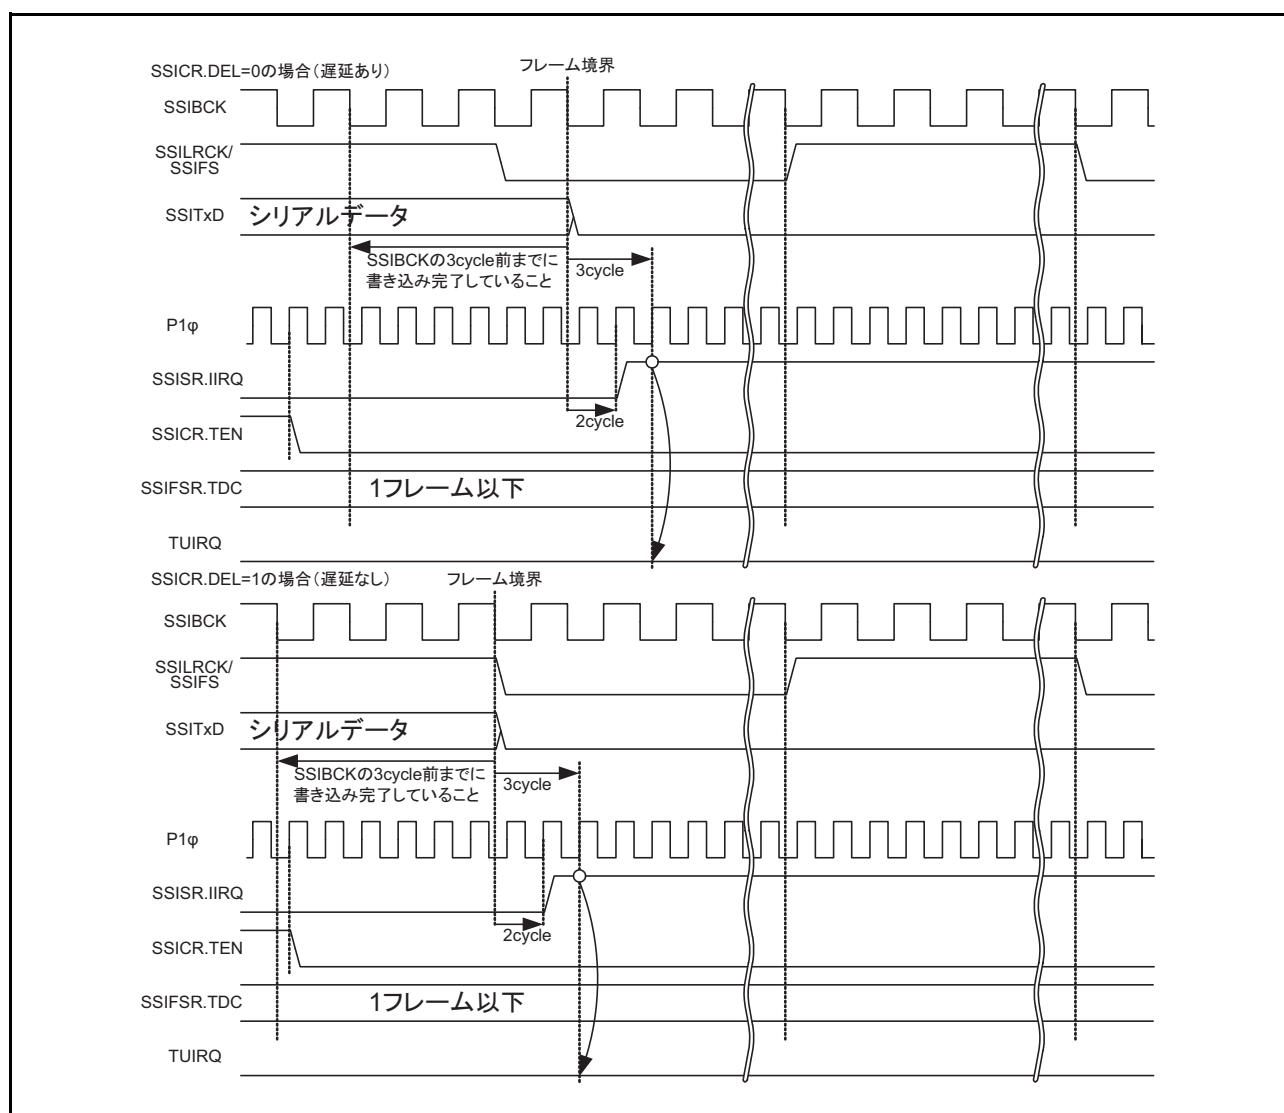 SSICR.DEL=0の場合（遅延あり）
フレーム境界
SSIBCK
SSILRCK/
SSIFS
SSITxD
シリアルデータ
SSIBCKの3cycle前までに
書き込み完了していること
3cycle
P1φ
SSISR.IIRQ
2cycle
SSICR.TEN
SSIFSR.TDC
1フレーム以下
TUIRQ
SSICR.DEL=1の場合（遅延なし）
フレーム境界
SSIBCK
SSILRCK/
SSIFS
SSITxD
シリアルデータ
SSIBCKの3cycle前までに
書き込み完了していること
3cycle
P1φ
SSISR.IIRQ
2cycle
SSICR.TEN
SSIFSR.TDC
1フレーム以下
TUIRQ